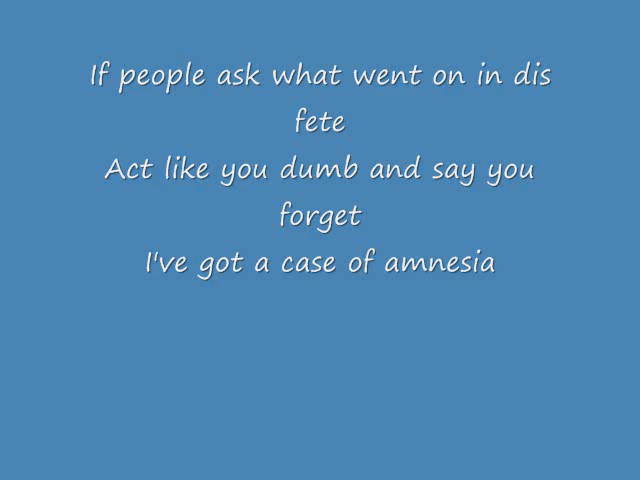 If people ask what went on in dis
fete
Act like you dumb and say you
forget
I've got a case of amnesia